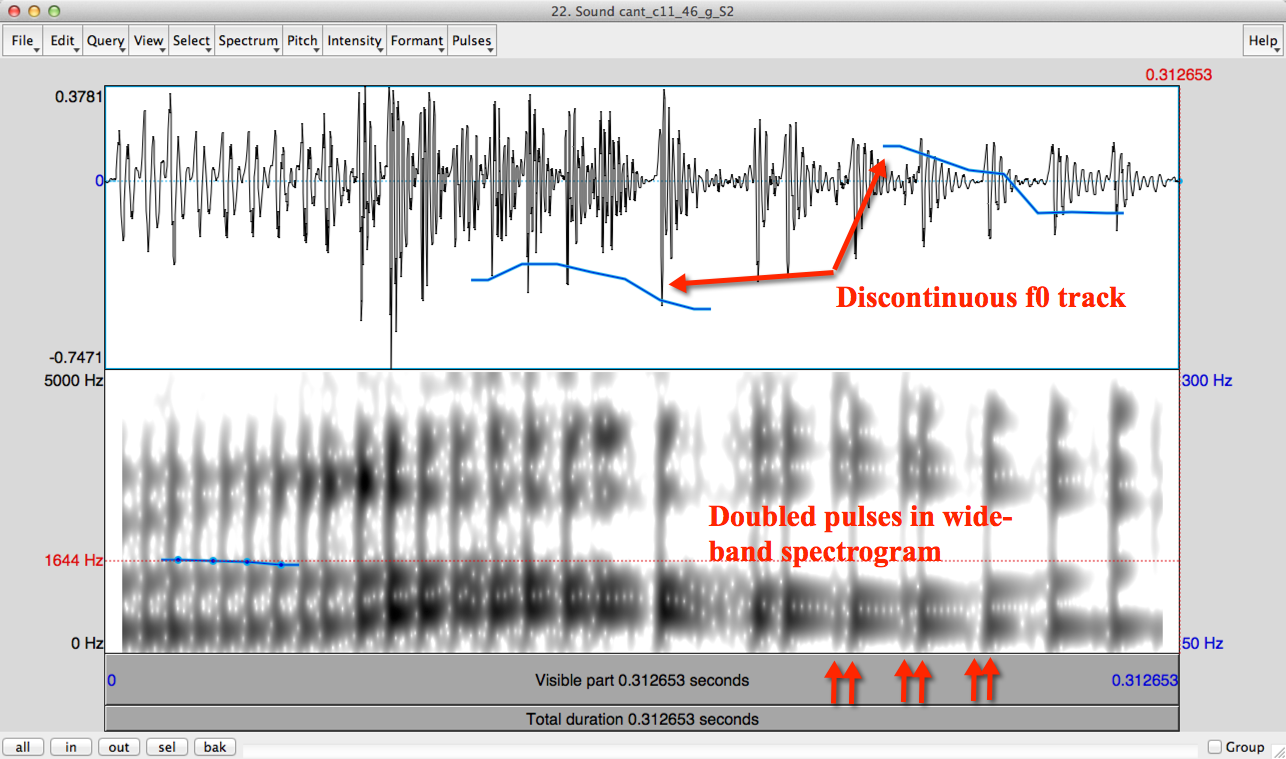 22. Sound cant_c11_46_g_S2
File Edit Query View Select Spectrum Pitch Intensity Formant Pulses Help
0.312653
0.3781
0
Discontinuous f0 track
-0.7471
5000 Hz 300 Hz
Doubled pulses in wide-
band spectrogram
1644 Hz
0 Hz 50 Hz
0 Visible part 0.312653 seconds 0.312653
Total duration 0.312653 seconds
all in out sel bak Group